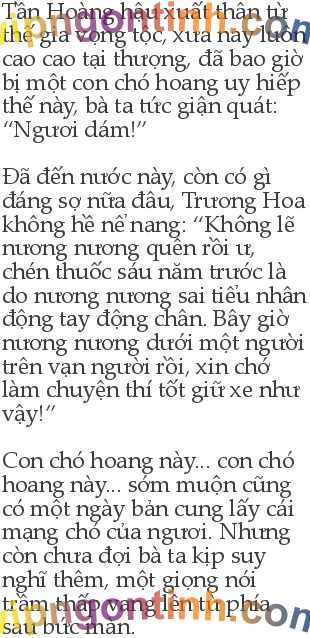 Tần Hoàng hậu xuất thân từ
thế gia vọng tộc, xưa nay luôn
cao cao tại thượng, đã bao giờ
bị một con chó hoang uy hiếp
thế này, bà ta tức giận quát:
“Ngươi dám!”
Đã đến nước này, còn có gì
đáng sợ nữa đâu, Trương Hoa
không hề nể nang: “Không lẽ
nương nương quên rồi ư,
chén thuốc sáu năm trước là
do nương nương sai tiểu nhân
động tay động chân. Bây giờ
nương nương dưới một người
trên vạn người rồi, xin chớ
làm chuyện thí tốt giữ xe như
vậy!”
Con chó hoang này... con chó
hoang này... sớm muộn cũng
có một ngày bản cung lấy cái
mạng chó của ngươi. Nhưng
còn chưa đợi bà ta kịp suy
nghĩ thêm, một giọng nói
trầm thấp vang lên từ phía
sau bức màn.
vipngontinh.com
vipngontinh.com